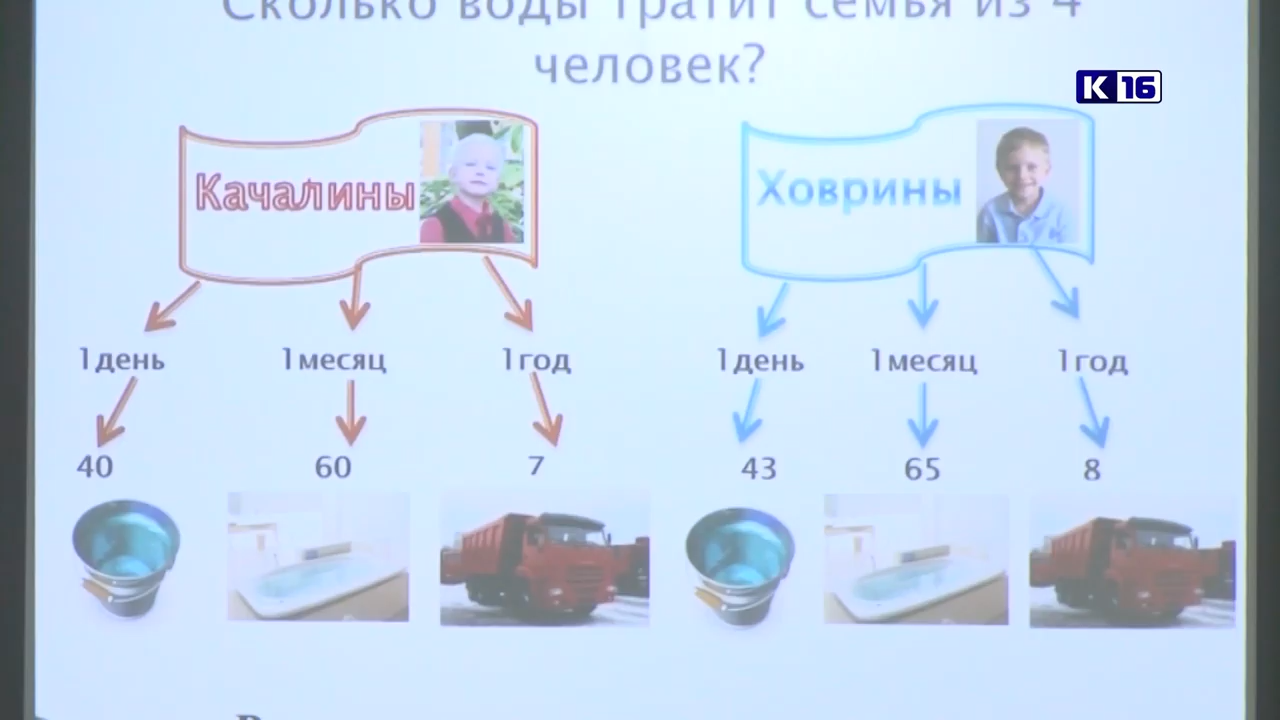 Сколько воды тратит семья из 4
человек?
К 16
Качалины
Ховрины
1день
1месяц
1год
1день
1месяц
1год
40
60
7
43
65
8